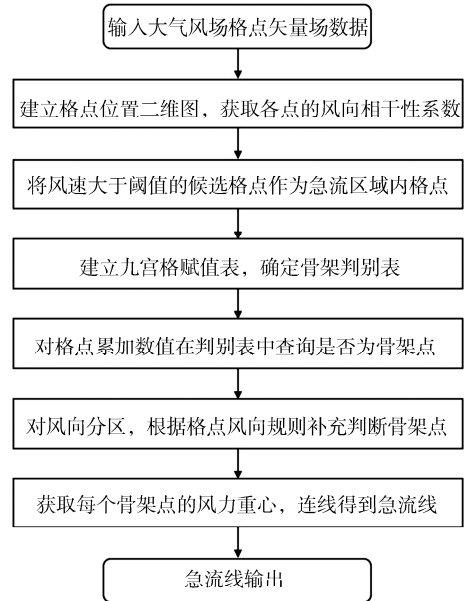 输入大气风场格点矢量场数据
建立格点位置二维图，获取各点的风向相干性系数
将风速大于阈值的候选格点作为急流区域内格点
建立九宫格赋值表，确定骨架判别表
对格点累加数值在判别表中查询是否为骨架点
对风向分区，根据格点风向规则补充判断骨架点
获取每个骨架点的风力重心，连线得到急流线
急流线输出